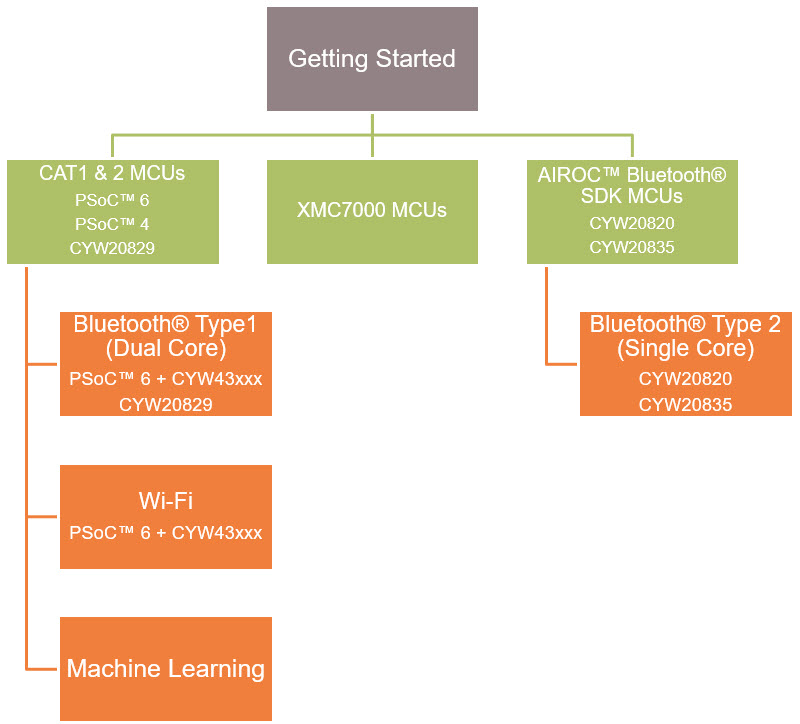 Getting Started
CAT1 & 2 MCUs
PSoC™ 6
PSoC™ 4
CYW20829
XMC7000 MCUs
AIROC™ Bluetooth®
SDK MCUs
CYW20820
CYW20835
Bluetooth® Type1
(Dual Core)
PSoC™ 6 + CYW43xxx
CYW20829
Bluetooth® Type 2
(Single Core)
CYW20820
CYW20835
Wi-Fi
PSoC™ 6 + CYW43xxx
Machine Learning